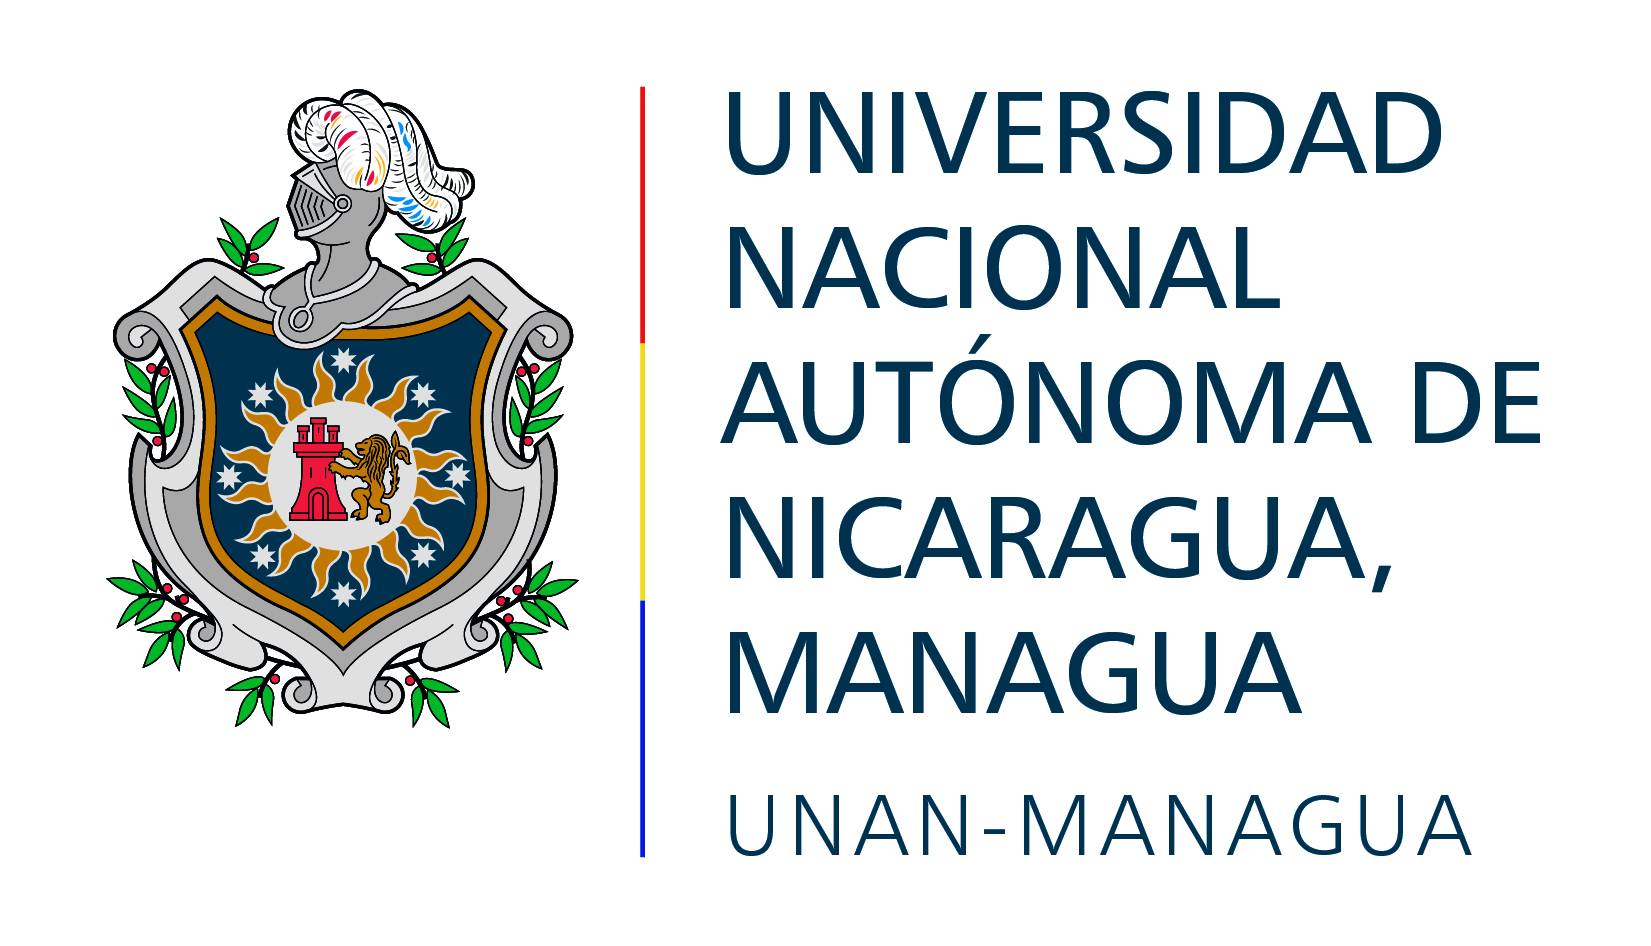 UNIVERSIDAD
NACIONAL
AUTÓNOMA DE
NICARAGUA,
MANAGUA
UNAN-MANAGUA